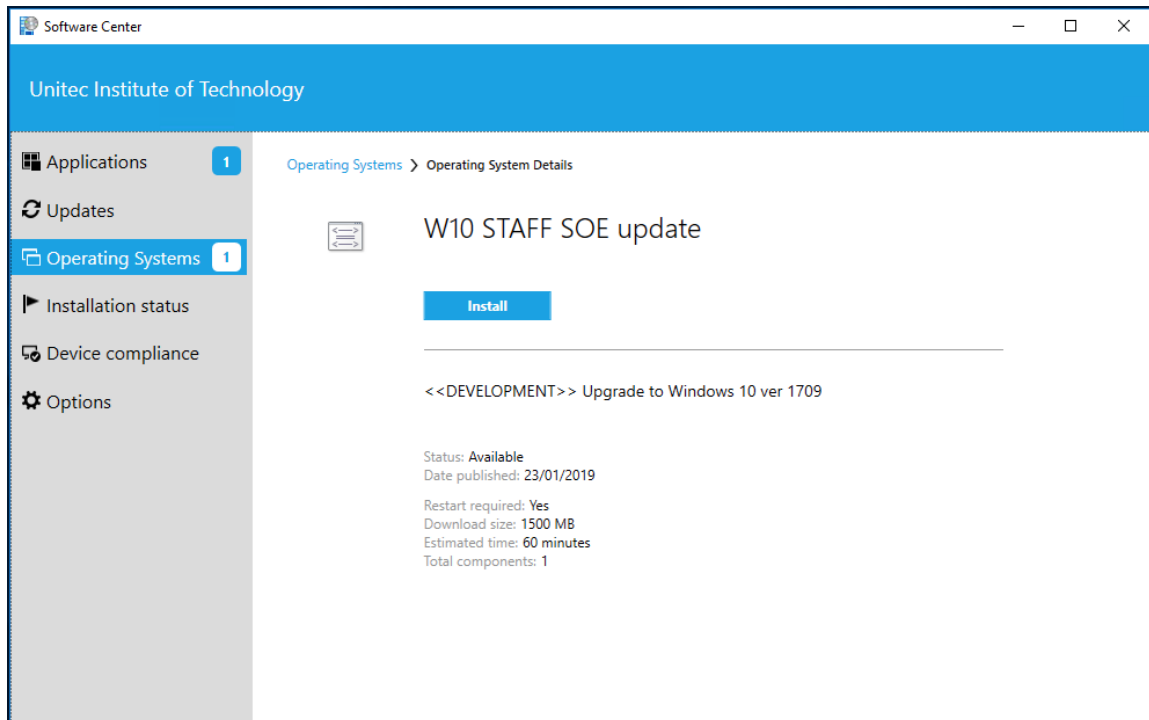 Software Center
Unitec Institute of Technology
Applications 1
Updates
Operating Systems 1
Installation status
Device compliance
Options
Operating Systems > Operating System Details
W10 STAFF SOE update
Install
<<DEVELOPMENT>> Upgrade to Windows 10 ver 1709
Status: Available
Date published: 23/01/2019
Restart required: Yes
Download size: 1500 MB
Estimated time: 60 minutes
Total components: 1